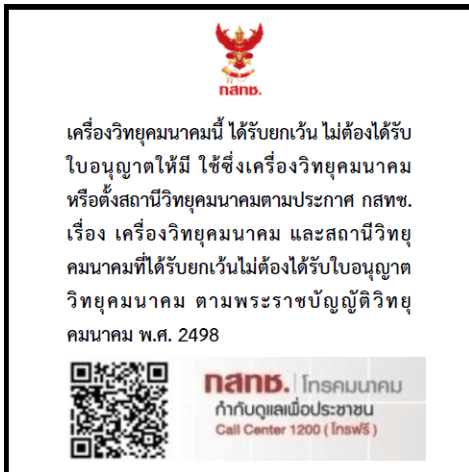 กสทช.
เครื่องวิทยุคมนาคมนี้ ได้รับยกเว้น ไม่ต้องได้รับ
ใบอนุญาตให้มี ใช้ซึ่งเครื่องวิทยุคมนาคม
หรือตั้งสถานีวิทยุคมนาคมตามประกาศ กสทช.
เรื่อง เครื่องวิทยุคมนาคม และสถานีวิทยุ
คมนาคมที่ได้รับยกเว้นไม่ต้องได้รับใบอนุญาต
วิทยุคมนาคม ตามพระราชบัญญัติวิทยุ
คมนาคม พ.ศ. 2498
กสทช. โทรคมนาคม
กำกับดูแลเพื่อประชาชน
Call Center 1200 ( โทรฟรี )